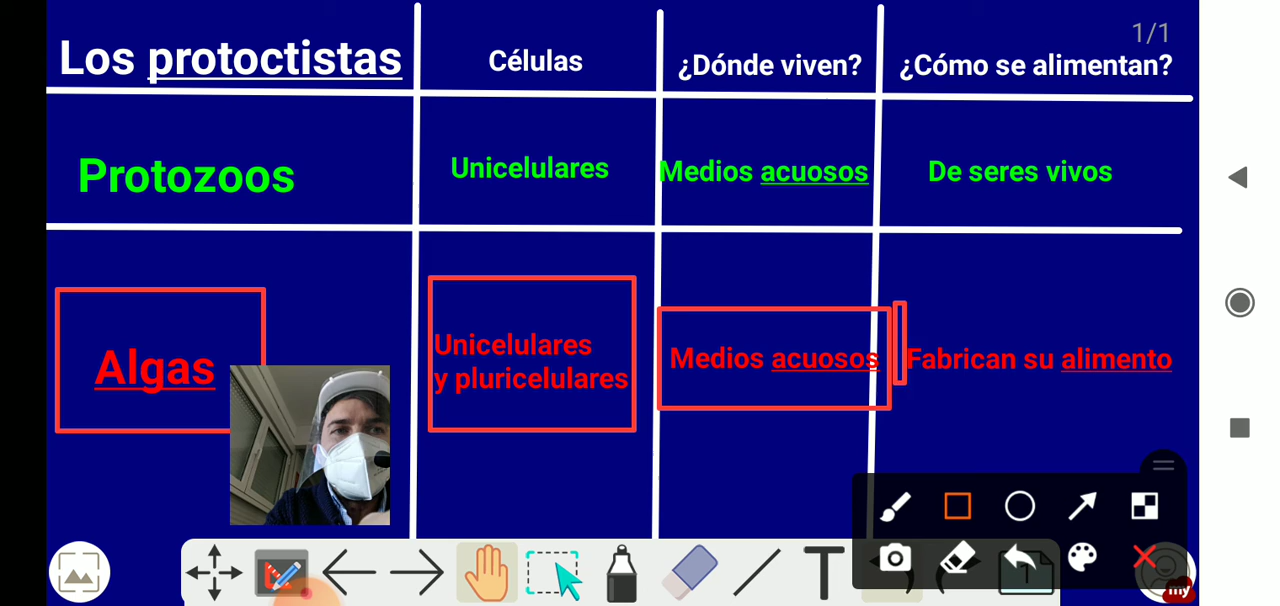 1/1
Los protoctistas
Células
¿Dónde viven?
¿Cómo se alimentan?
Protozoos
Unicelulares
Medios acuosos
De seres vivos
Algas
Unicelulares
y pluricelulares
Medios acuosos
Fabrican su alimento
T
my